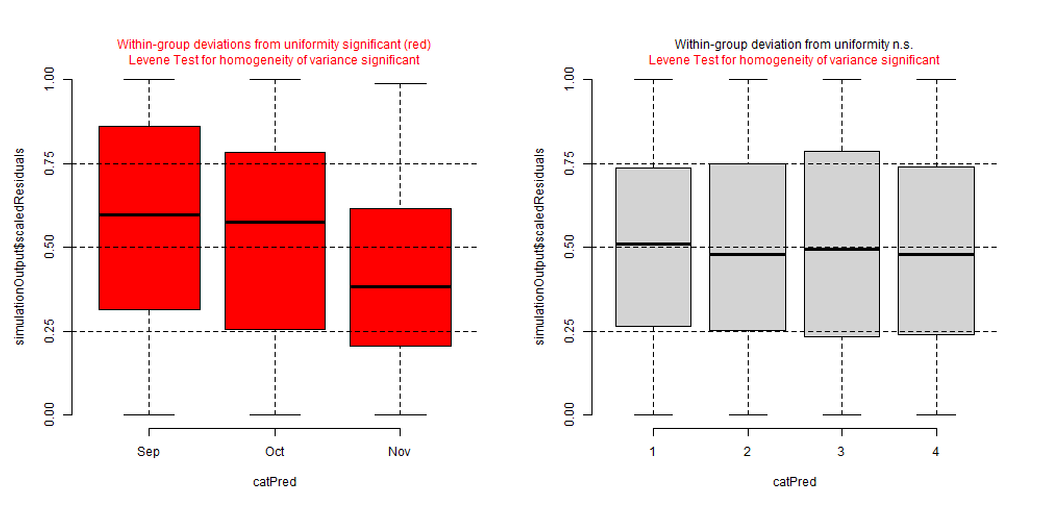 Within-group deviations from uniformity significant (red)
Levene Test for homogeneity of variance significant
simulationOutput$scaledResiduals
1.00
0.75
0.50
0.25
0.00
Sep Oct Nov
catPred
Within-group deviation from uniformity n.s.
Levene Test for homogeneity of variance significant
simulationOutput$scaledResiduals
1.00
0.75
0.50
0.25
0.00
1 2 3 4
catPred